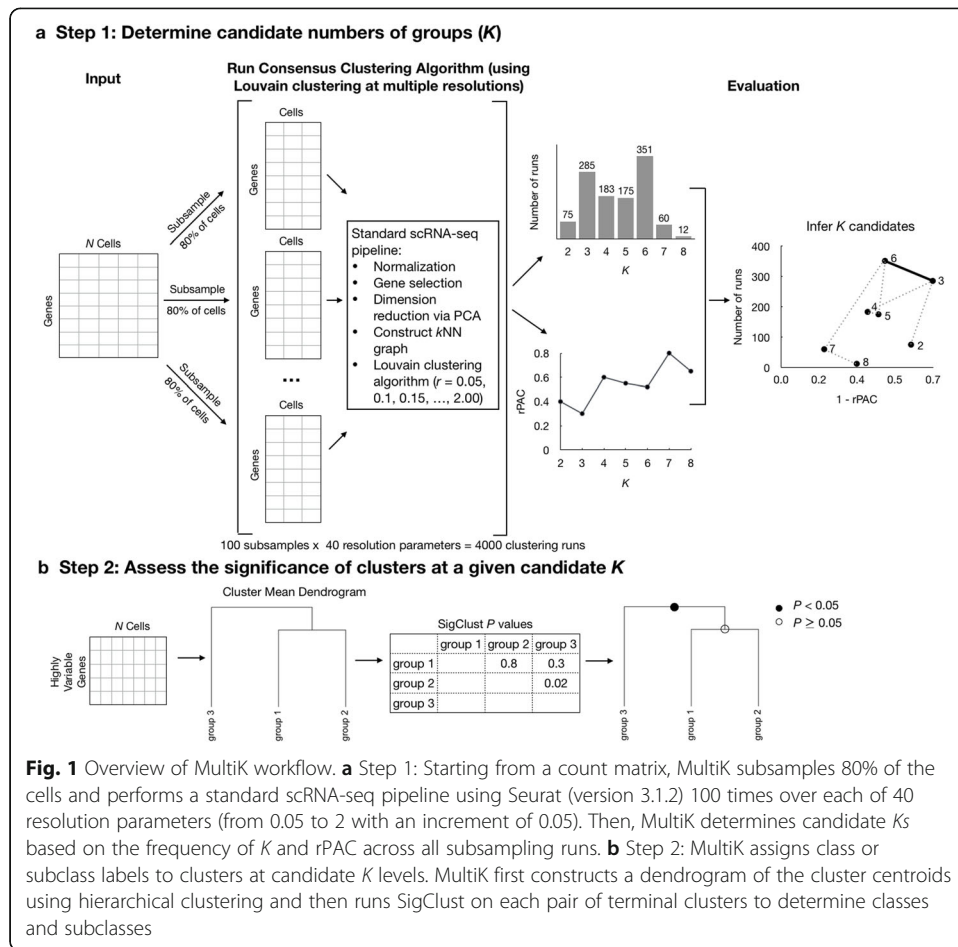 a Step 1: Determine candidate numbers of groups (K)
Input
Run Consensus Clustering Algorithm (using
Louvain clustering at multiple resolutions)
Evaluation
N Cells
Genes
Subsample
80% of cells
Subsample
80% of cells
Subsample
80% of cells
Cells
Genes
Cells
Genes
...
Cells
Genes
Standard scRNA-seq
pipeline:
• Normalization
• Gene selection
• Dimension
reduction via PCA
• Construct kNN
graph
• Louvain clustering
algorithm (r = 0.05,
0.1, 0.15, …, 2.00)
Number of runs
75
285
183
175
351
60
12
2 3 4 5 6 7 8
K
rPAC
0.8
0.6
0.4
0.2
0
2 3 4 5 6 7 8
K
Infer K candidates
Number of runs
400
300
200
100
0
6
3
4
5
2
7
8
0.0 0.2 0.4 0.5 0.7
1 - rPAC
100 subsamples x 40 resolution parameters = 4000 clustering runs
b Step 2: Assess the significance of clusters at a given candidate K
N Cells
Highly
Variable
Genes
Cluster Mean Dendrogram
group 3
group 1
group 2
SigClust P values
group 1 group 2 group 3
group 1 0.8 0.3
group 2 0.02
group 3
group 3
group 1
group 2
● P < 0.05
○ P ≥ 0.05
Fig. 1 Overview of MultiK workflow. a Step 1: Starting from a count matrix, MultiK subsamples 80% of the
cells and performs a standard scRNA-seq pipeline using Seurat (version 3.1.2) 100 times over each of 40
resolution parameters (from 0.05 to 2 with an increment of 0.05). Then, MultiK determines candidate Ks
based on the frequency of K and rPAC across all subsampling runs. b Step 2: MultiK assigns class or
subclass labels to clusters at candidate K levels. MultiK first constructs a dendrogram of the cluster centroids
using hierarchical clustering and then runs SigClust on each pair of terminal clusters to determine classes
and subclasses